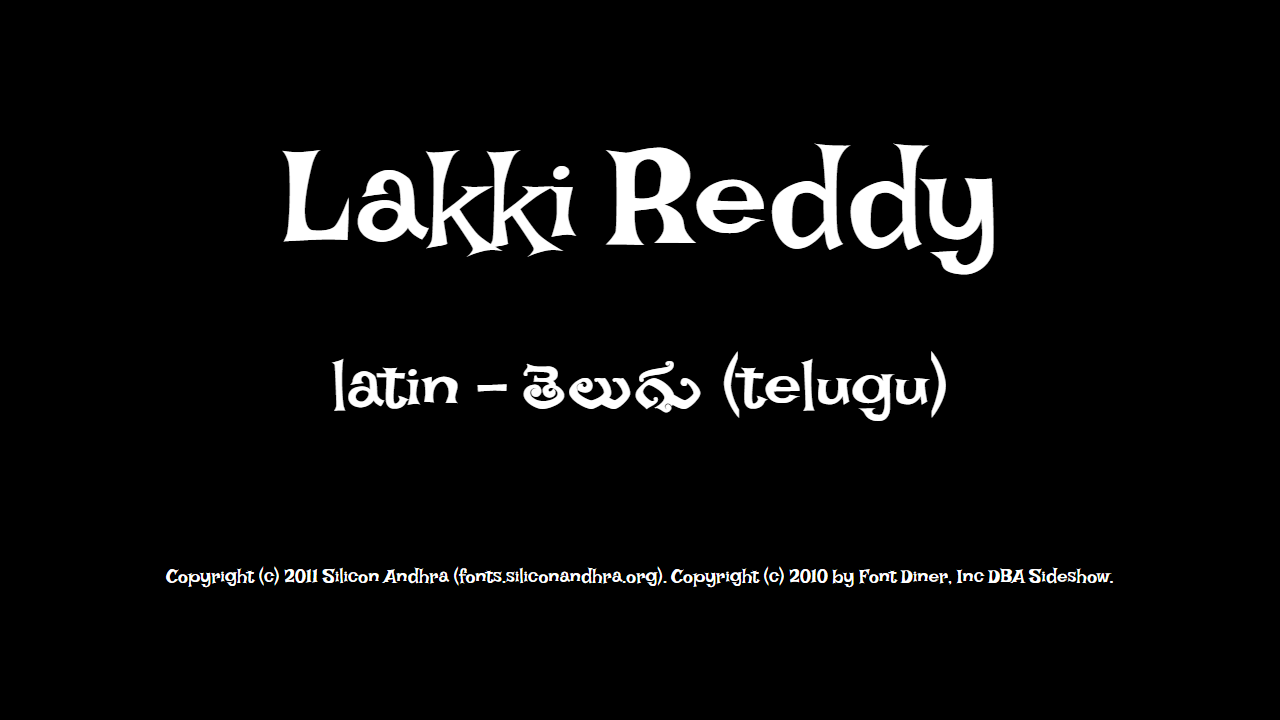 Lakki Reddy
latin - తెలుగు (telugu)
Copyright (c) 2011 Silicon Andhra (fonts.siliconandhra.org). Copyright (c) 2010 by Font Diner, Inc DBA Sideshow.